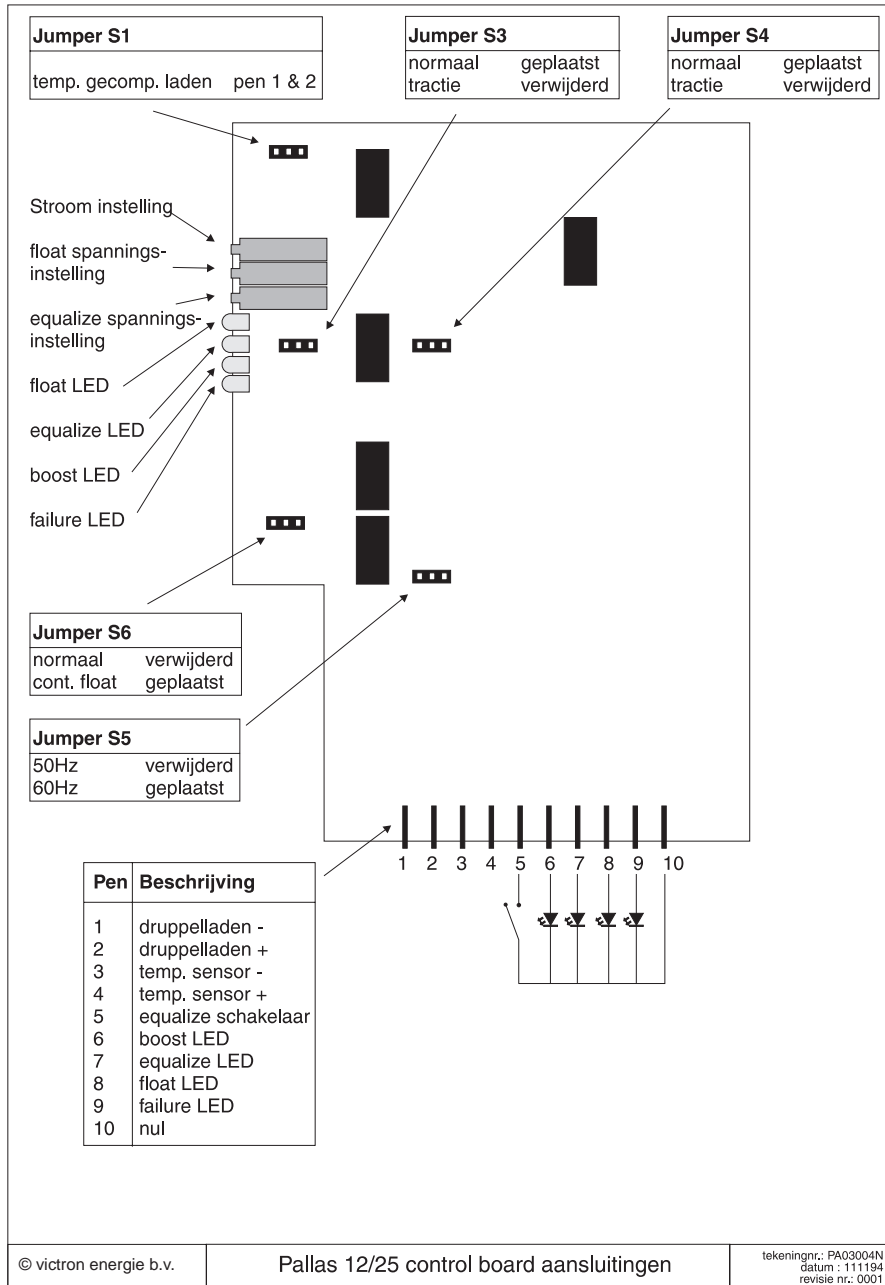 Jumper S1
temp. gecomp. laden pen 1 & 2
Jumper S3
normaal geplaatst
tractie verwijderd
Jumper S4
normaal geplaatst
tractie verwijderd
Stroom instelling
float spannings-
instelling
equalize spannings-
instelling
float LED
equalize LED
boost LED
failure LED
Jumper S6
normaal verwijderd
cont. float geplaatst
Jumper S5
50Hz verwijderd
60Hz geplaatst
1 2 3 4 5 6 7 8 9 10
Pen Beschrijving
1 druppelladen -
2 druppelladen +
3 temp. sensor -
4 temp. sensor +
5 equalize schakelaar
6 boost LED
7 equalize LED
8 float LED
9 failure LED
10 nul
© victron energie b.v.
Pallas 12/25 control board aansluitingen
tekeningnr.: PA03004N
datum : 111194
revisie nr.: 0001